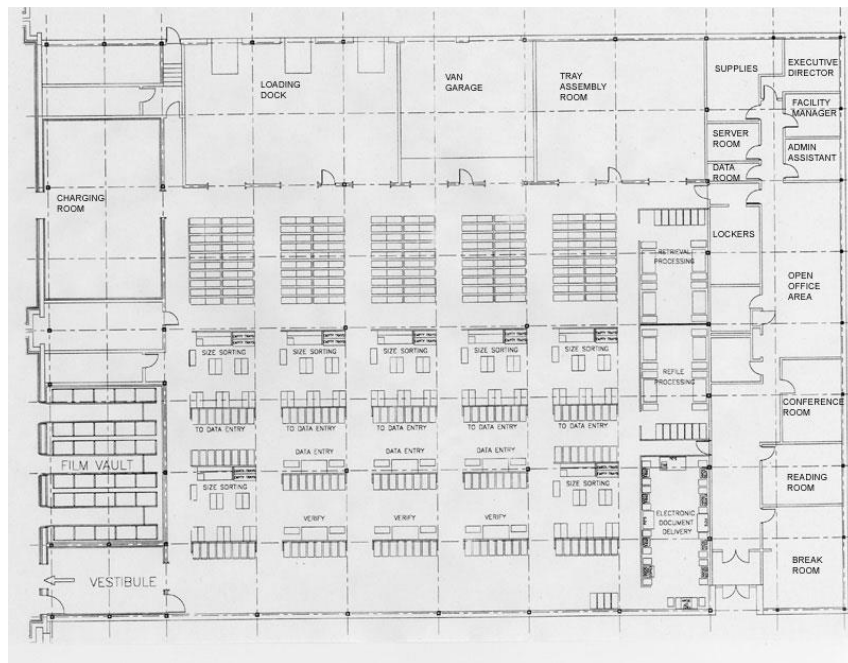 LOADING
DOCK
VAN
GARAGE
TRAY
ASSEMBLY
ROOM
SUPPLIES
EXECUTIVE
DIRECTOR
FACILITY
MANAGER
SERVER
ROOM
ADMIN
ASSISTANT
DATA
ROOM
CHARGING
ROOM
LOCKERS
RETRIEVAL
PROCESSING
OPEN
OFFICE
AREA
SIZE SORTING
SIZE SORTING
SIZE SORTING
SIZE SORTING
SIZE SORTING
REFILE
PROCESSING
CONFERENCE
ROOM
TO DATA ENTRY
TO DATA ENTRY
TO DATA ENTRY
TO DATA ENTRY
TO DATA ENTRY
DATA ENTRY
DATA ENTRY
DATA ENTRY
FILM VAULT
SIZE SORTING
SIZE SORTING
READING
ROOM
VERIFY
VERIFY
VERIFY
ELECTRONIC
DOCUMENT
DELIVERY
BREAK
ROOM
VESTIBULE